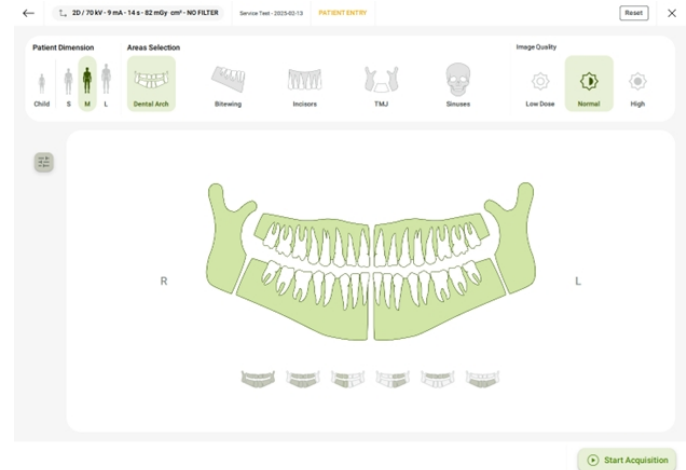 2D / 70 kV - 9 mA - 14 s - 82 mGy cm² - NO FILTER
Service Test - 2025-02-13
PATIENT ENTRY
Reset
Patient Dimension
Areas Selection
Image Quality
Child
S
M
L
Dental Arch
Bitewing
Incisors
TMJ
Sinuses
Low Dose
Normal
High
R
L
Start Acquisition